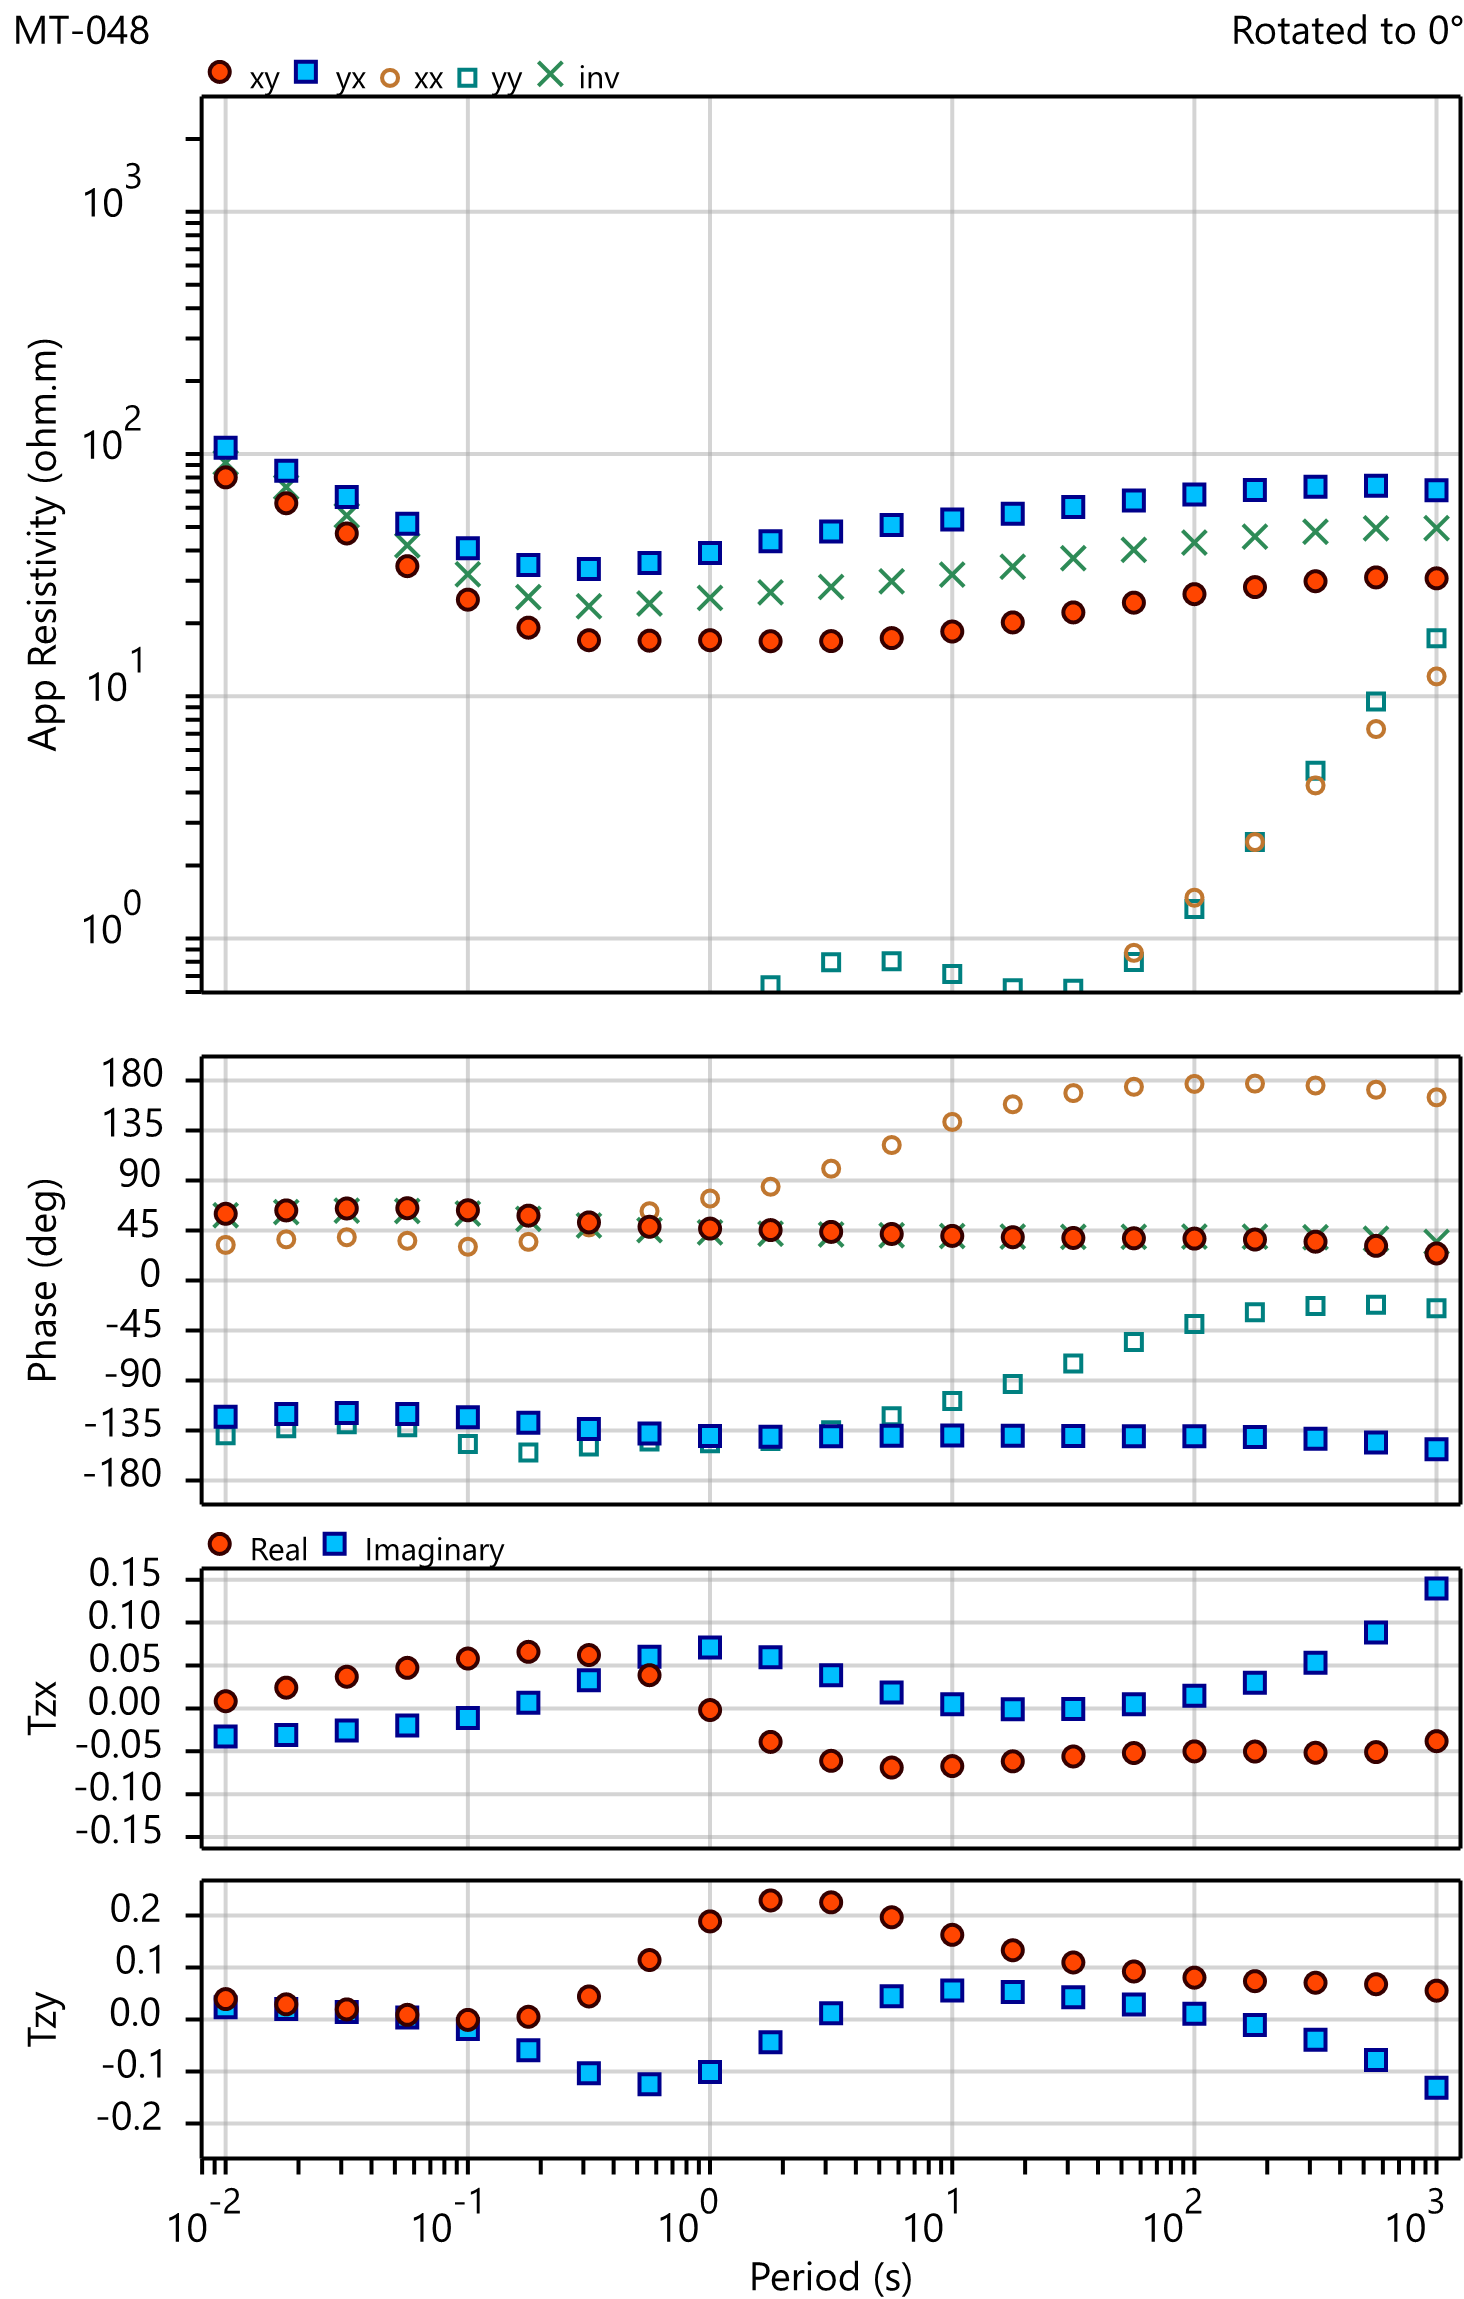 MT-048 Rotated to 0°
xy yx xx yy inv
10^3
10^2
10^1
10^0
App Resistivity (ohm.m)
180
135
90
45
0
-45
-90
-135
-180
Phase (deg)
Real Imaginary
0.15
0.10
0.05
0.00
-0.05
-0.10
-0.15
Tzx
0.2
0.1
0.0
-0.1
-0.2
Tzy
10^-2 10^-1 10^0 10^1 10^2 10^3
Period (s)